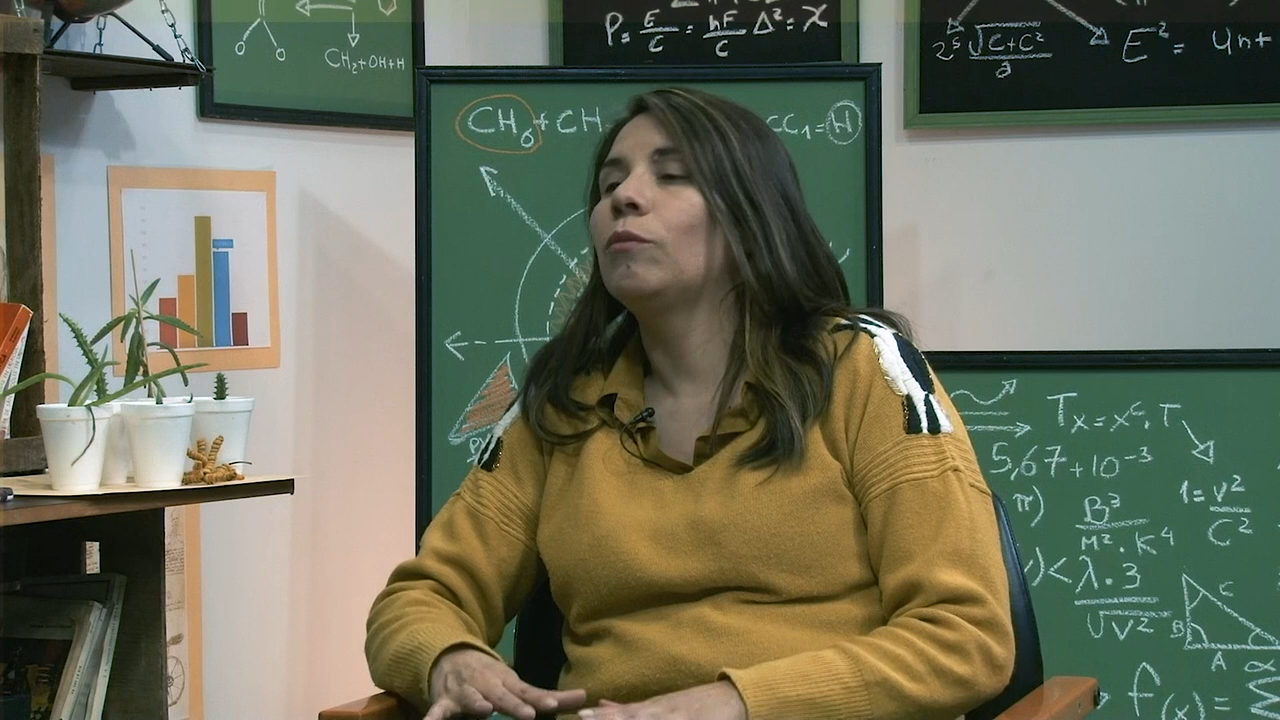 CH₂+OH+H
P= E/C = hF/C Δ²= x
2⁵ √C+C²/2
E²= 4n+
CH₆+CH
CC₁=H
Tx=x^c,T
5,67+10⁻³
π)
B³/M².K⁴
1=v²/C²
)<λ.3/√v²
B C
A α
f(x)=Σ